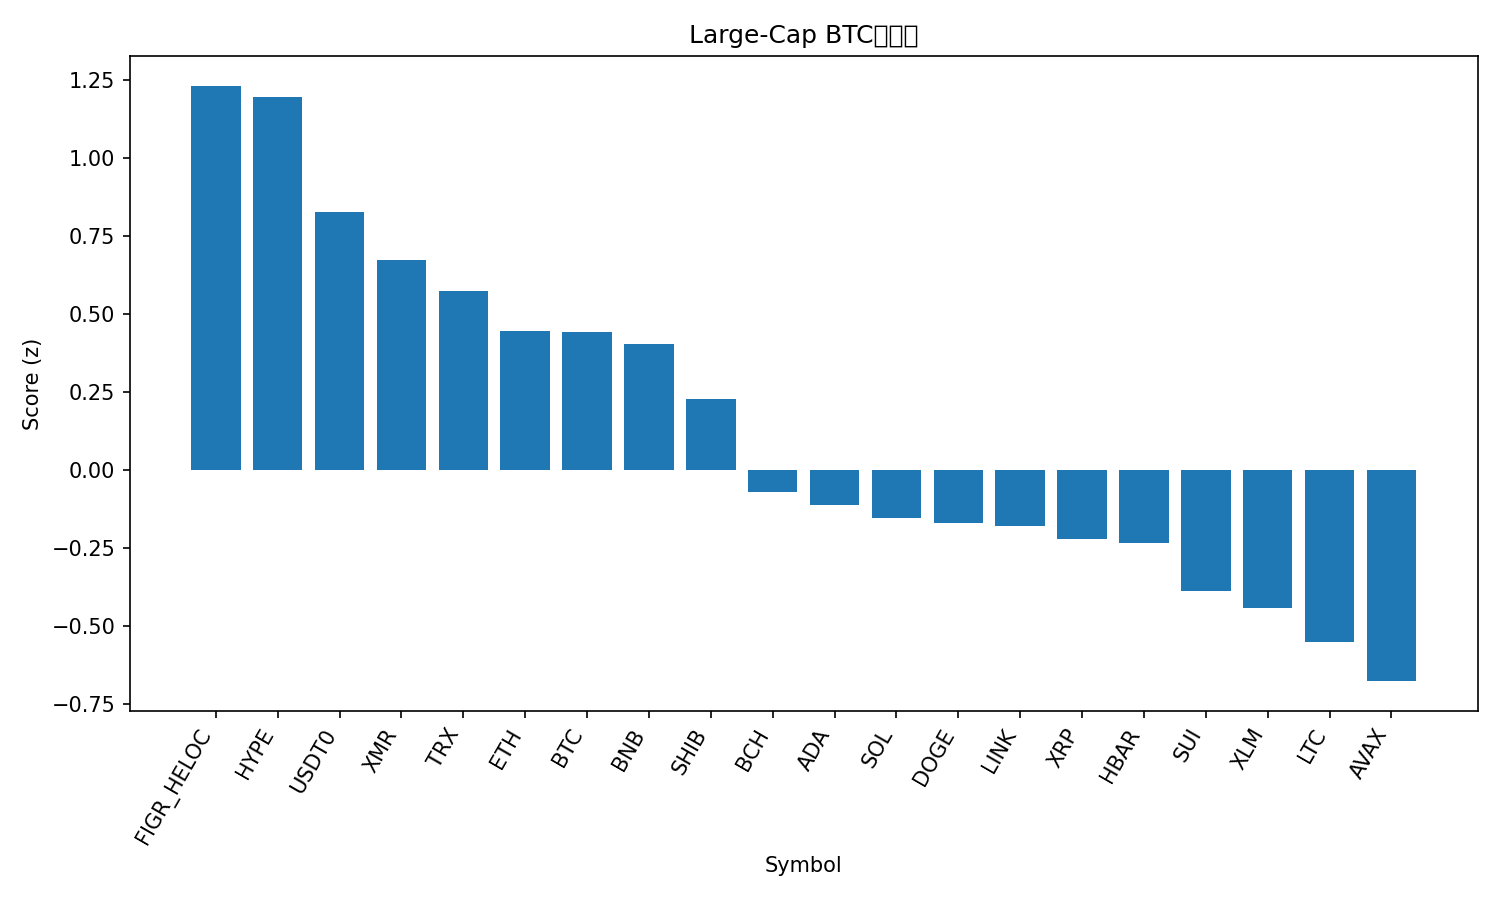 Large-Cap BTC
1.25
1.00
0.75
0.50
0.25
0.00
−0.25
−0.50
−0.75
Score (z)
FIGR_HELOC
HYPE
USDT0
XMR
TRX
ETH
BTC
BNB
SHIB
BCH
ADA
SOL
DOGE
LINK
XRP
HBAR
SUI
XLM
LTC
AVAX
Symbol